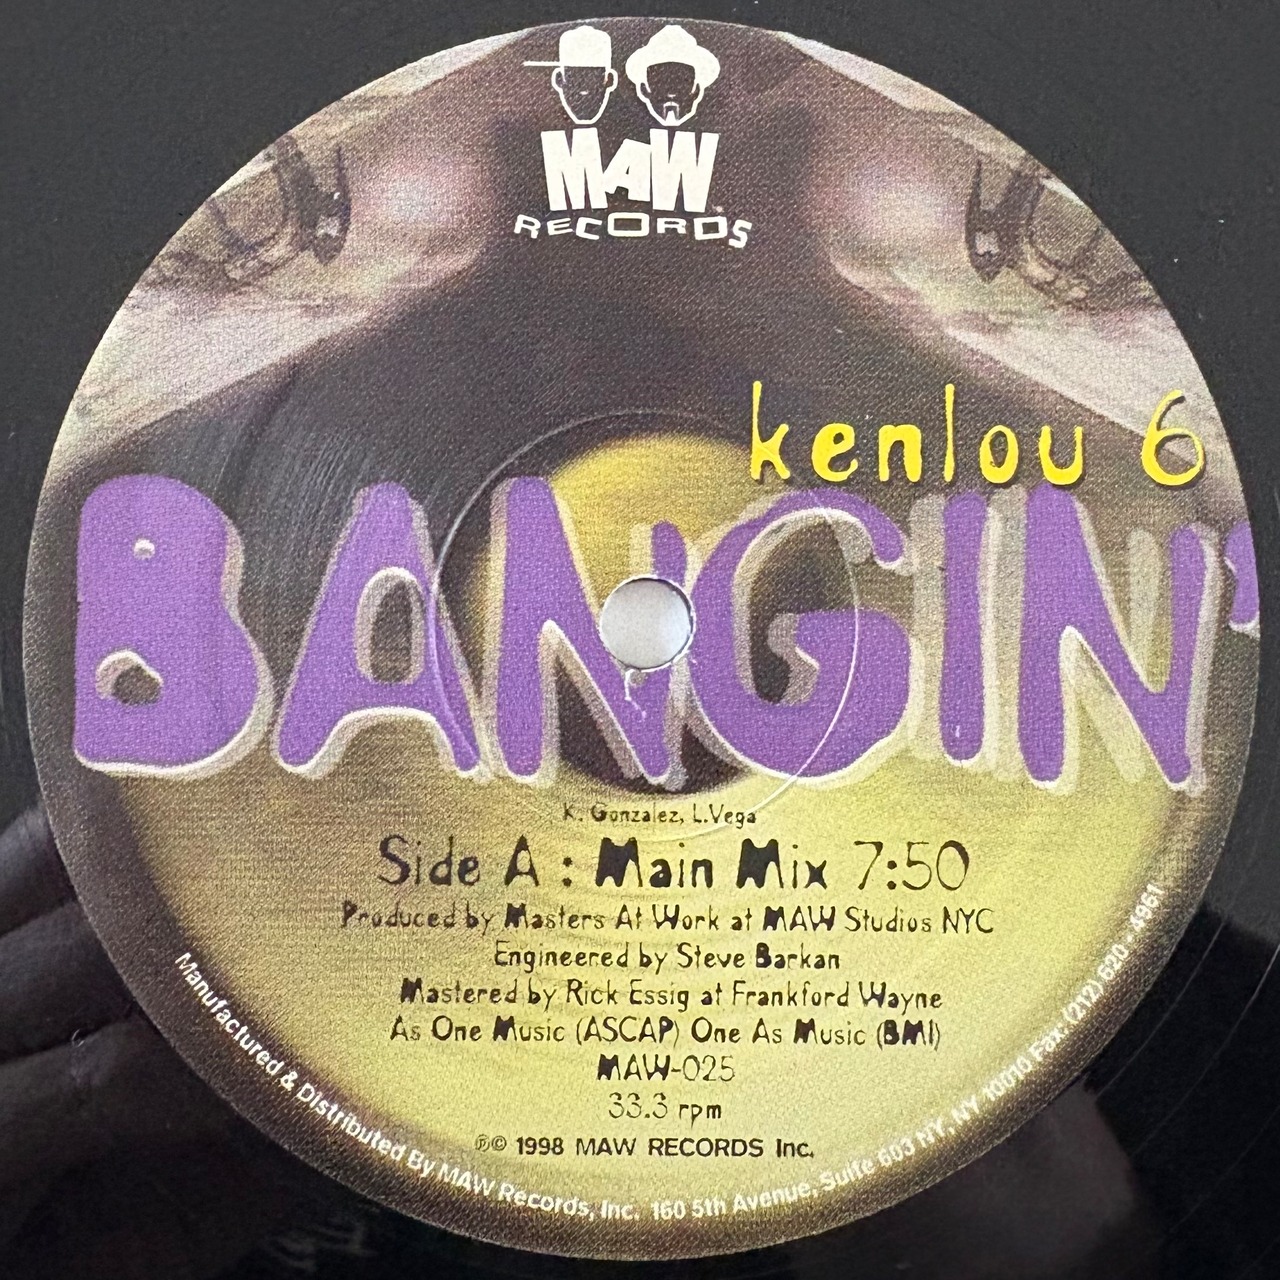 MAW
RECORDS
kenlou 6
BANGIN'
K. Gonzalez, L.Vega
Side A : Main Mix 7:50
Produced by Masters At Work at MAW Studios NYC
Engineered by Steve Barkan
Mastered by Rick Essig at Frankford Wayne
As One Music (ASCAP) One As Music (BMI)
MAW-025
33.3 rpm
℗© 1998 MAW RECORDS Inc.
Manufactured & Distributed By MAW Records, Inc. 160 5th Avenue, Suite 603 NY, NY 10010 Fax: (212) 620 - 4961